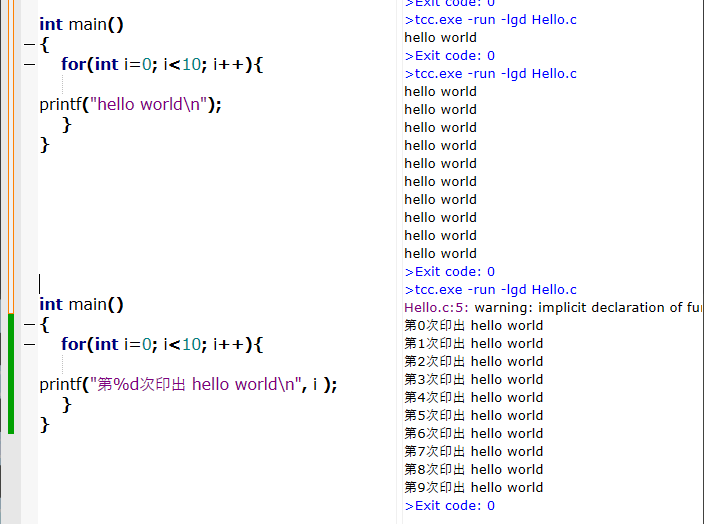 int main()
{
for(int i=0; i<10; i++){
printf("hello world\n");
}
}
int main()
{
for(int i=0; i<10; i++){
printf("第%d次印出 hello world\n", i );
}
}
>Exit code: 0
>tcc.exe -run -lgd Hello.c
hello world
>Exit code: 0
>tcc.exe -run -lgd Hello.c
hello world
hello world
hello world
hello world
hello world
hello world
hello world
hello world
hello world
hello world
>Exit code: 0
>tcc.exe -run -lgd Hello.c
Hello.c:5: warning: implicit declaration of
第0次印出 hello world
第1次印出 hello world
第2次印出 hello world
第3次印出 hello world
第4次印出 hello world
第5次印出 hello world
第6次印出 hello world
第7次印出 hello world
第8次印出 hello world
第9次印出 hello world
>Exit code: 0